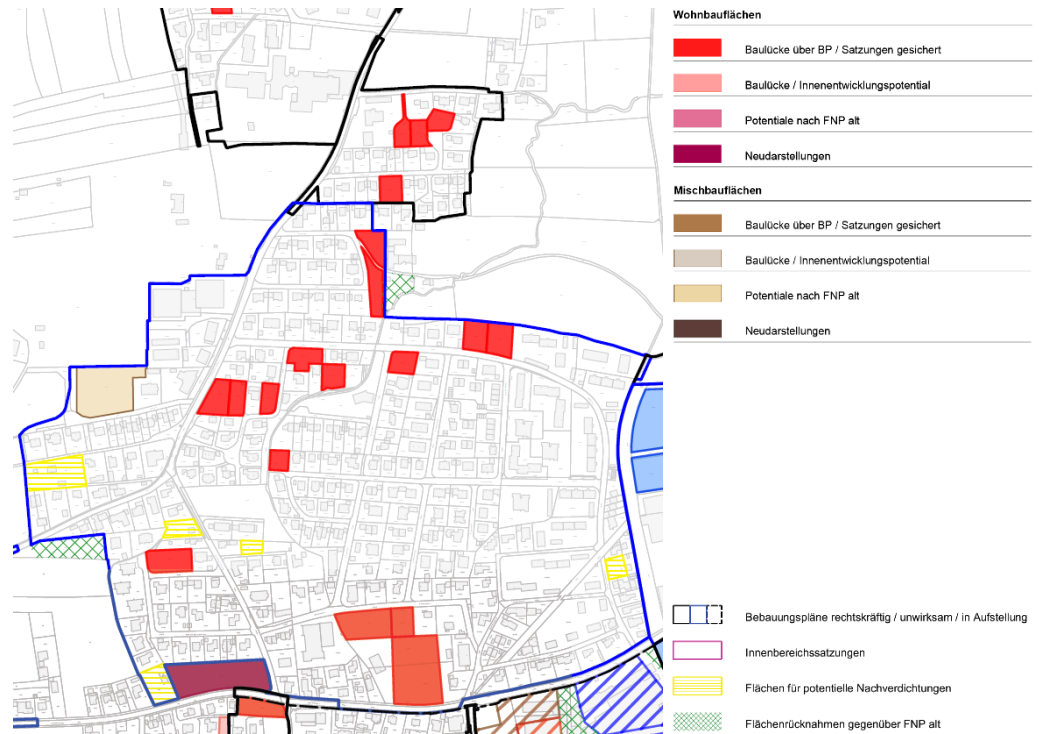 Wohnbauflächen
Baulücke über BP / Satzungen gesichert
Baulücke / Innenentwicklungspotential
Potentiale nach FNP alt
Neudarstellungen
Mischbauflächen
Baulücke über BP / Satzungen gesichert
Baulücke / Innenentwicklungspotential
Potentiale nach FNP alt
Neudarstellungen
Bebauungspläne rechtskräftig / unwirksam / in Aufstellung
Innenbereichssatzungen
Flächen für potentielle Nachverdichtungen
Flächenrücknahmen gegenüber FNP alt